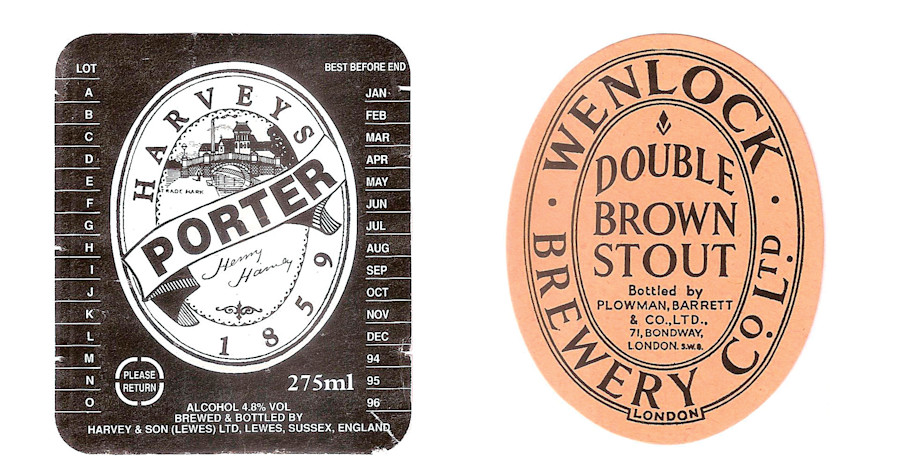 LOT
BEST BEFORE END
A
B
C
D
E
F
G
H
I
J
K
L
M
N
O
JAN
FEB
MAR
APR
MAY
JUN
JUL
AUG
SEP
OCT
NOV
DEC
94
95
96
HARVEYS
TRADE MARK
PORTER
Henry
Harvey
1859
PLEASE
RETURN
275ml
ALCOHOL 4.8% VOL
BREWED & BOTTLED BY
HARVEY & SON (LEWES) LTD, LEWES, SUSSEX, ENGLAND
WENLOCK
• BREWERY CO. LTD. •
DOUBLE
BROWN
STOUT
Bottled by
PLOWMAN, BARRETT
& CO., LTD.,
71, BONDWAY,
LONDON. S.W.8.
LONDON